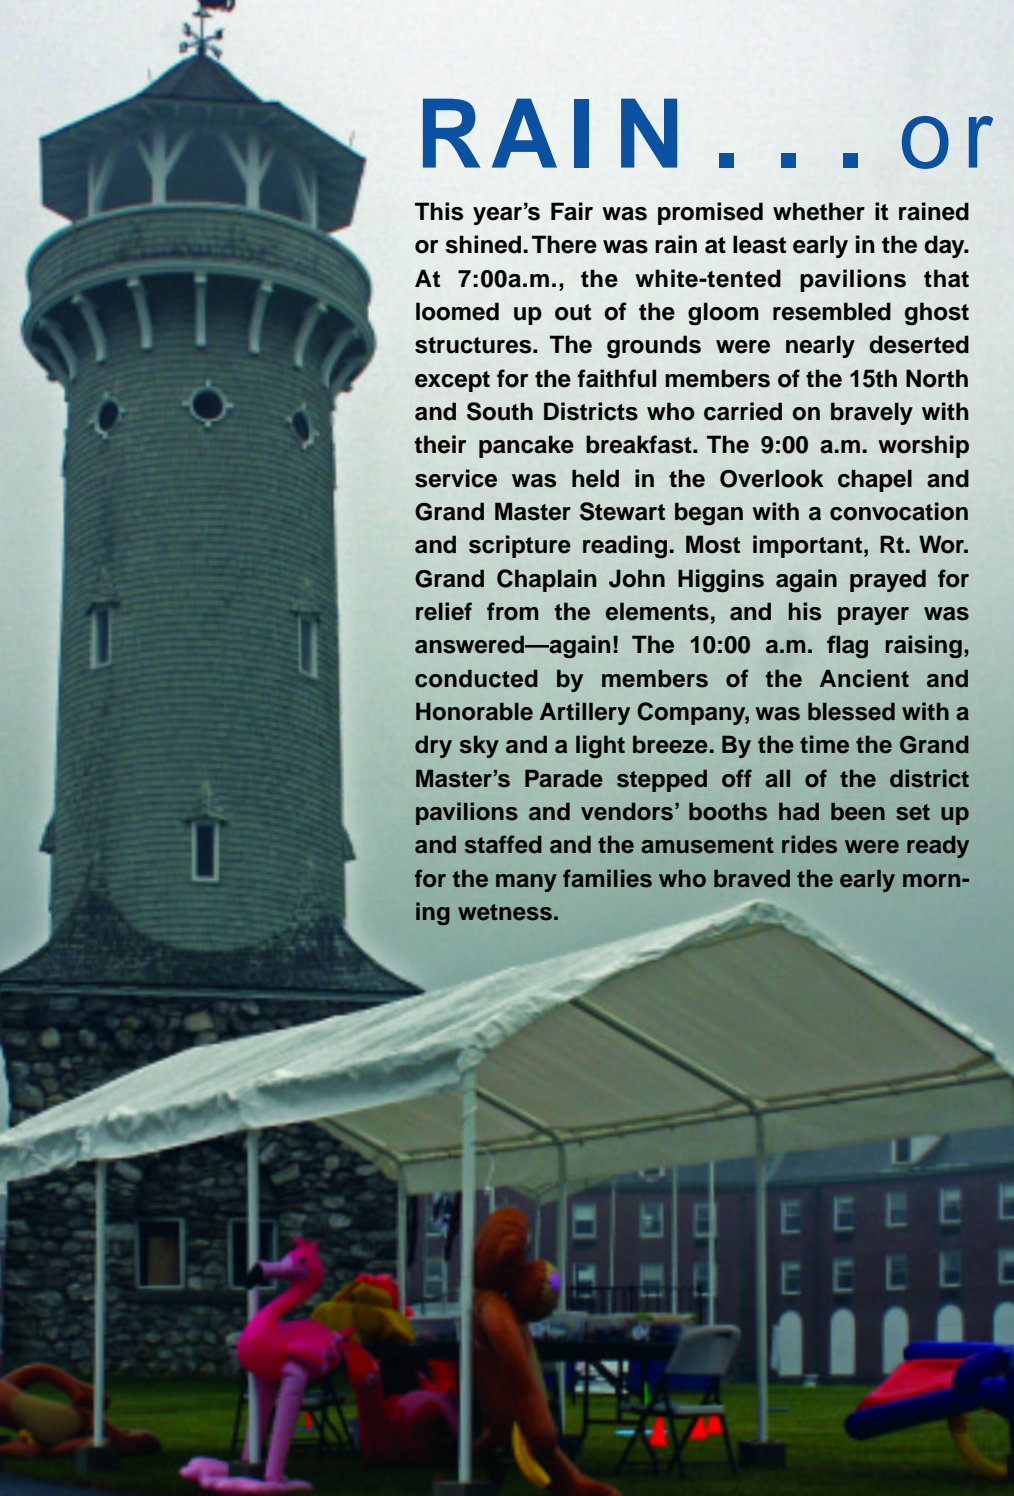 RAIN... or
This year’s Fair was promised whether it rained
or shined. There was rain at least early in the day.
At 7:00a.m., the white-tented pavilions that
loomed up out of the gloom resembled ghost
structures. The grounds were nearly deserted
except for the faithful members of the 15th North
and South Districts who carried on bravely with
their pancake breakfast. The 9:00 a.m. worship
service was held in the Overlook chapel and
Grand Master Stewart began with a convocation
and scripture reading. Most important, Rt. Wor.
Grand Chaplain John Higgins again prayed for
relief from the elements, and his prayer was
answered—again! The 10:00 a.m. flag raising,
conducted by members of the Ancient and
Honorable Artillery Company, was blessed with a
dry sky and a light breeze. By the time the Grand
Master’s Parade stepped off all of the district
pavilions and vendors’ booths had been set up
and staffed and the amusement rides were ready
for the many families who braved the early morn-
ing wetness.